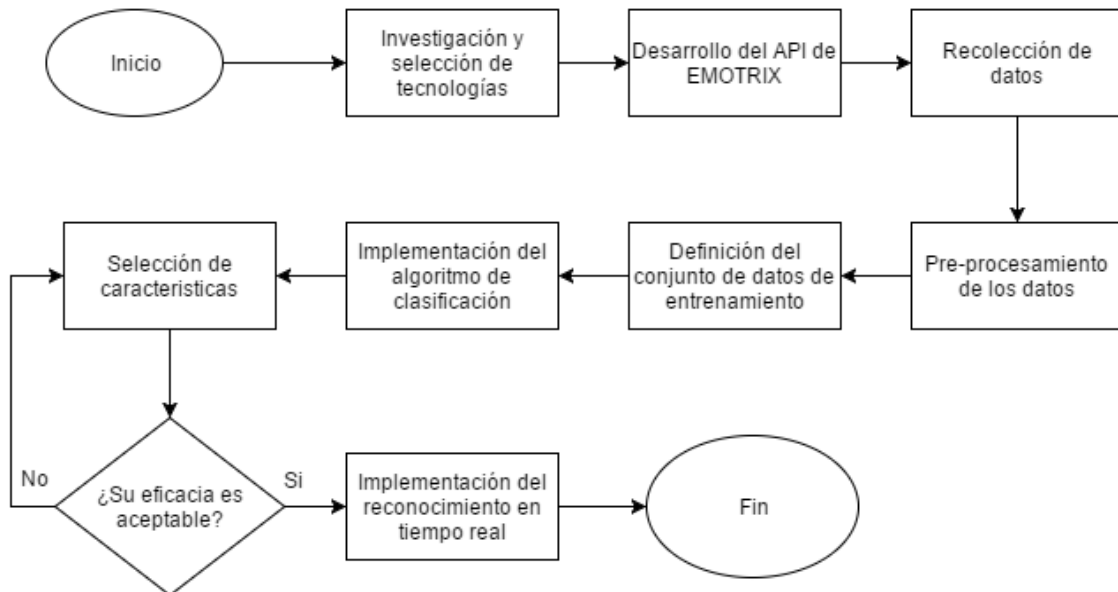 Inicio
Investigación y
selección de
tecnologías
Desarrollo del API de
EMOTRIX
Recolección de
datos
Pre-procesamiento
de los datos
Definición del
conjunto de datos de
entrenamiento
Implementación del
algoritmo de
clasificación
Selección de
caracteristicas
¿Su eficacia es
aceptable?
No
Si
Implementación del
reconocimiento en
tiempo real
Fin